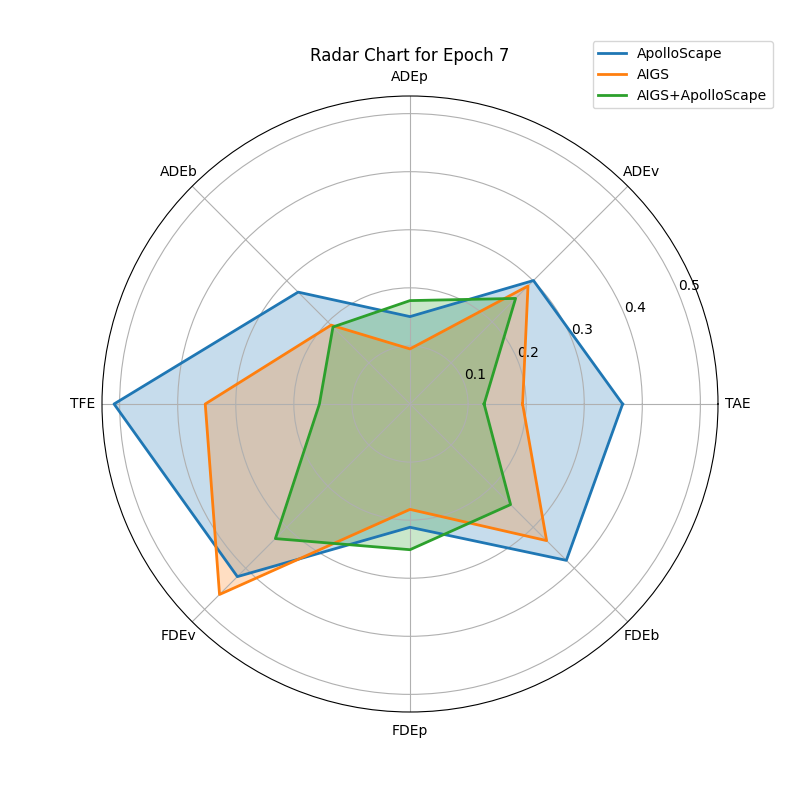 Radar Chart for Epoch 7
ApolloScape
AIGS
AIGS+ApolloScape
ADEp
ADEb
ADEv
0.5
0.4
0.3
0.2
0.1
TFE
TAE
FDEv
FDEb
FDEp